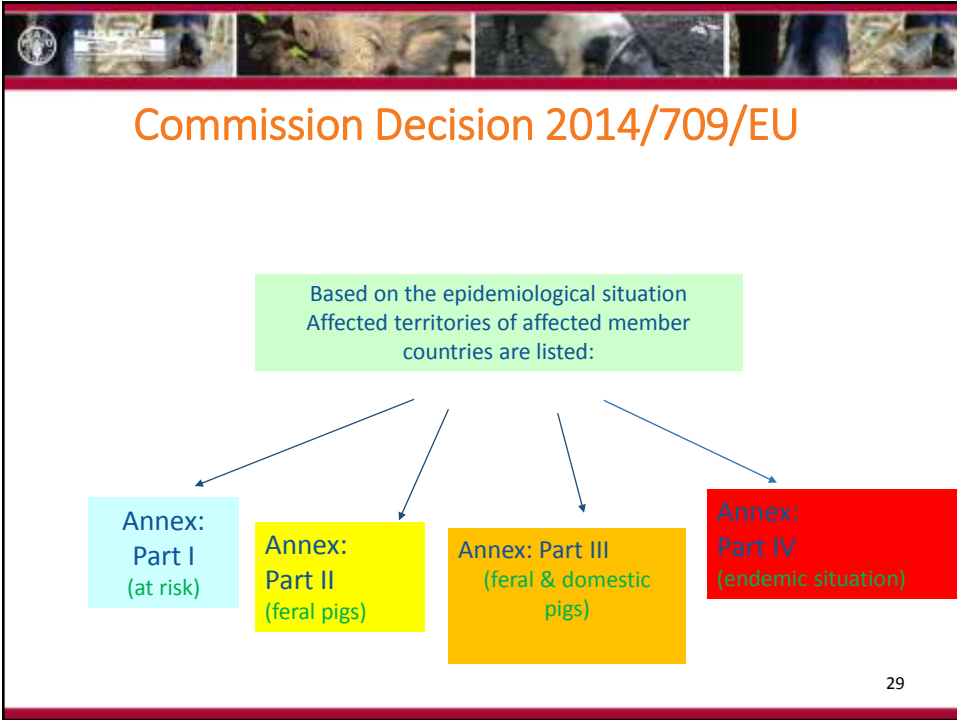 Commission Decision 2014/709/EU
Based on the epidemiological situation
Affected territories of affected member
countries are listed:
Annex:
Part I
(at risk)
Annex:
Part II
(feral pigs)
Annex: Part III
(feral & domestic
pigs)
Annex:
Part IV
(endemic situation)
29